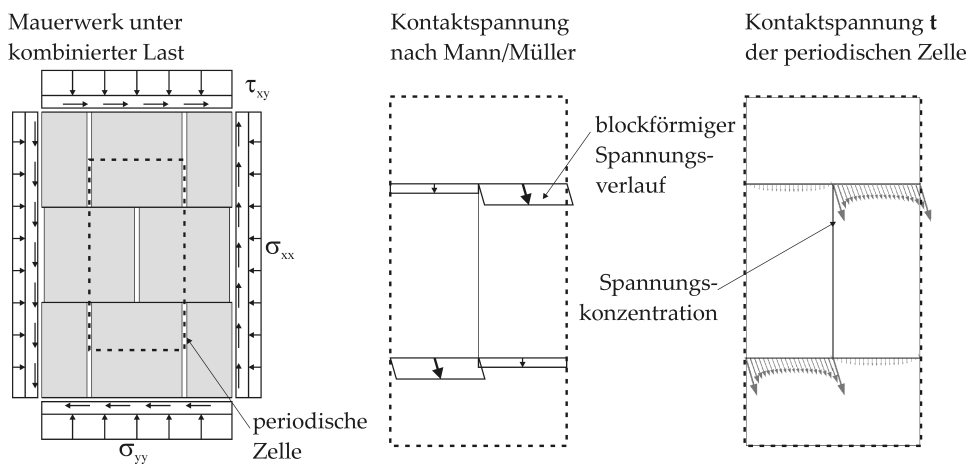 Mauerwerk unter
kombinierter Last
τxy
σxx
σyy
periodische
Zelle
Kontaktspannung
nach Mann/Müller
blockförmiger
Spannungs-
verlauf
Kontaktspannung t
der periodischen Zelle
Spannungs-
konzentration